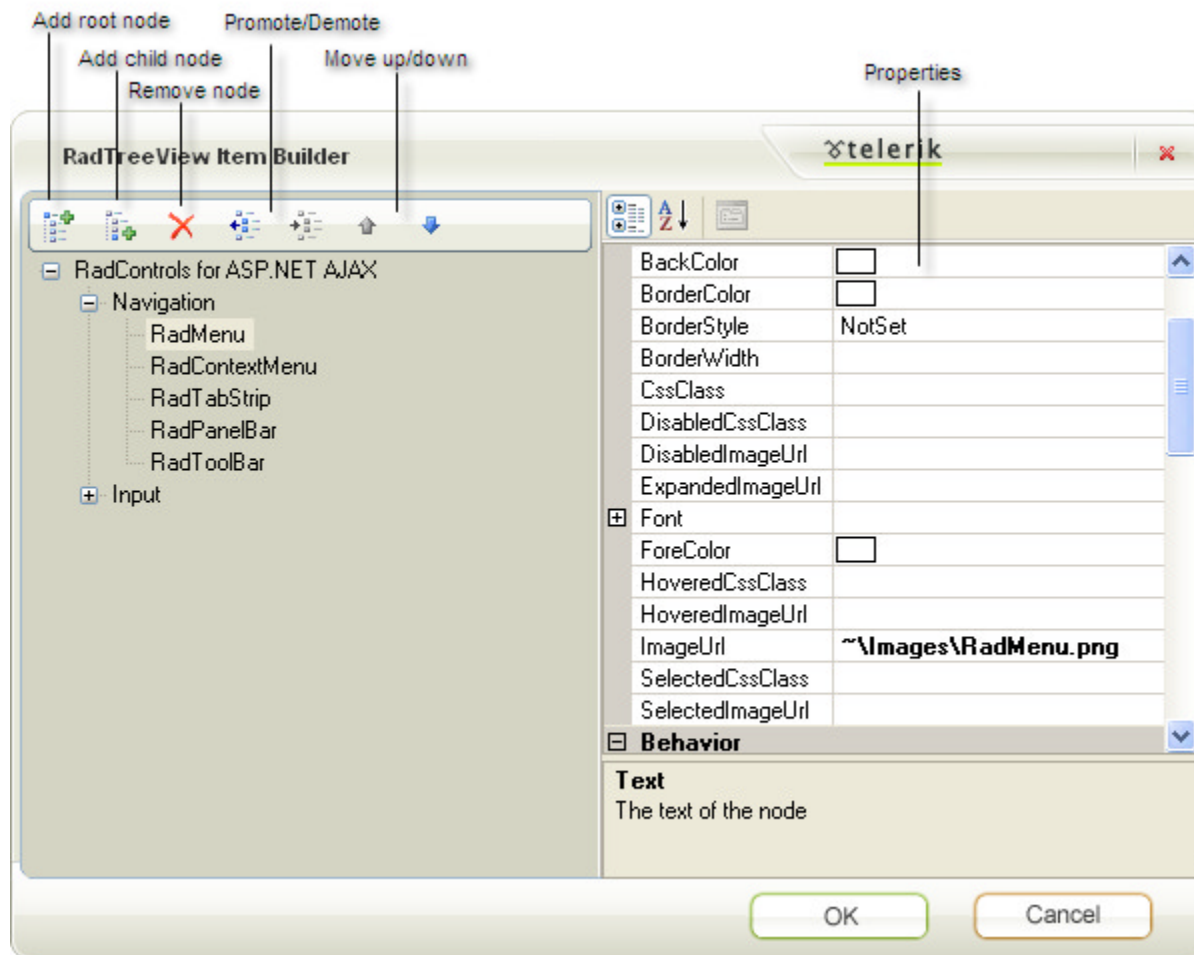 Add root node
Promote/Demote
Add child node
Move up/down
Remove node
Properties
RadTreeView Item Builder
telerik
RadControls for ASP.NET AJAX
Navigation
RadMenu
RadContextMenu
RadTabStrip
RadPanelBar
RadToolBar
Input
A
Z
BackColor
BorderColor
BorderStyle NotSet
BorderWidth
CssClass
DisabledCssClass
DisabledImageUrl
ExpandedImageUrl
Font
ForeColor
HoveredCssClass
HoveredImageUrl
ImageUrl ~\Images\RadMenu.png
SelectedCssClass
SelectedImageUrl
Behavior
Text
The text of the node
OK
Cancel